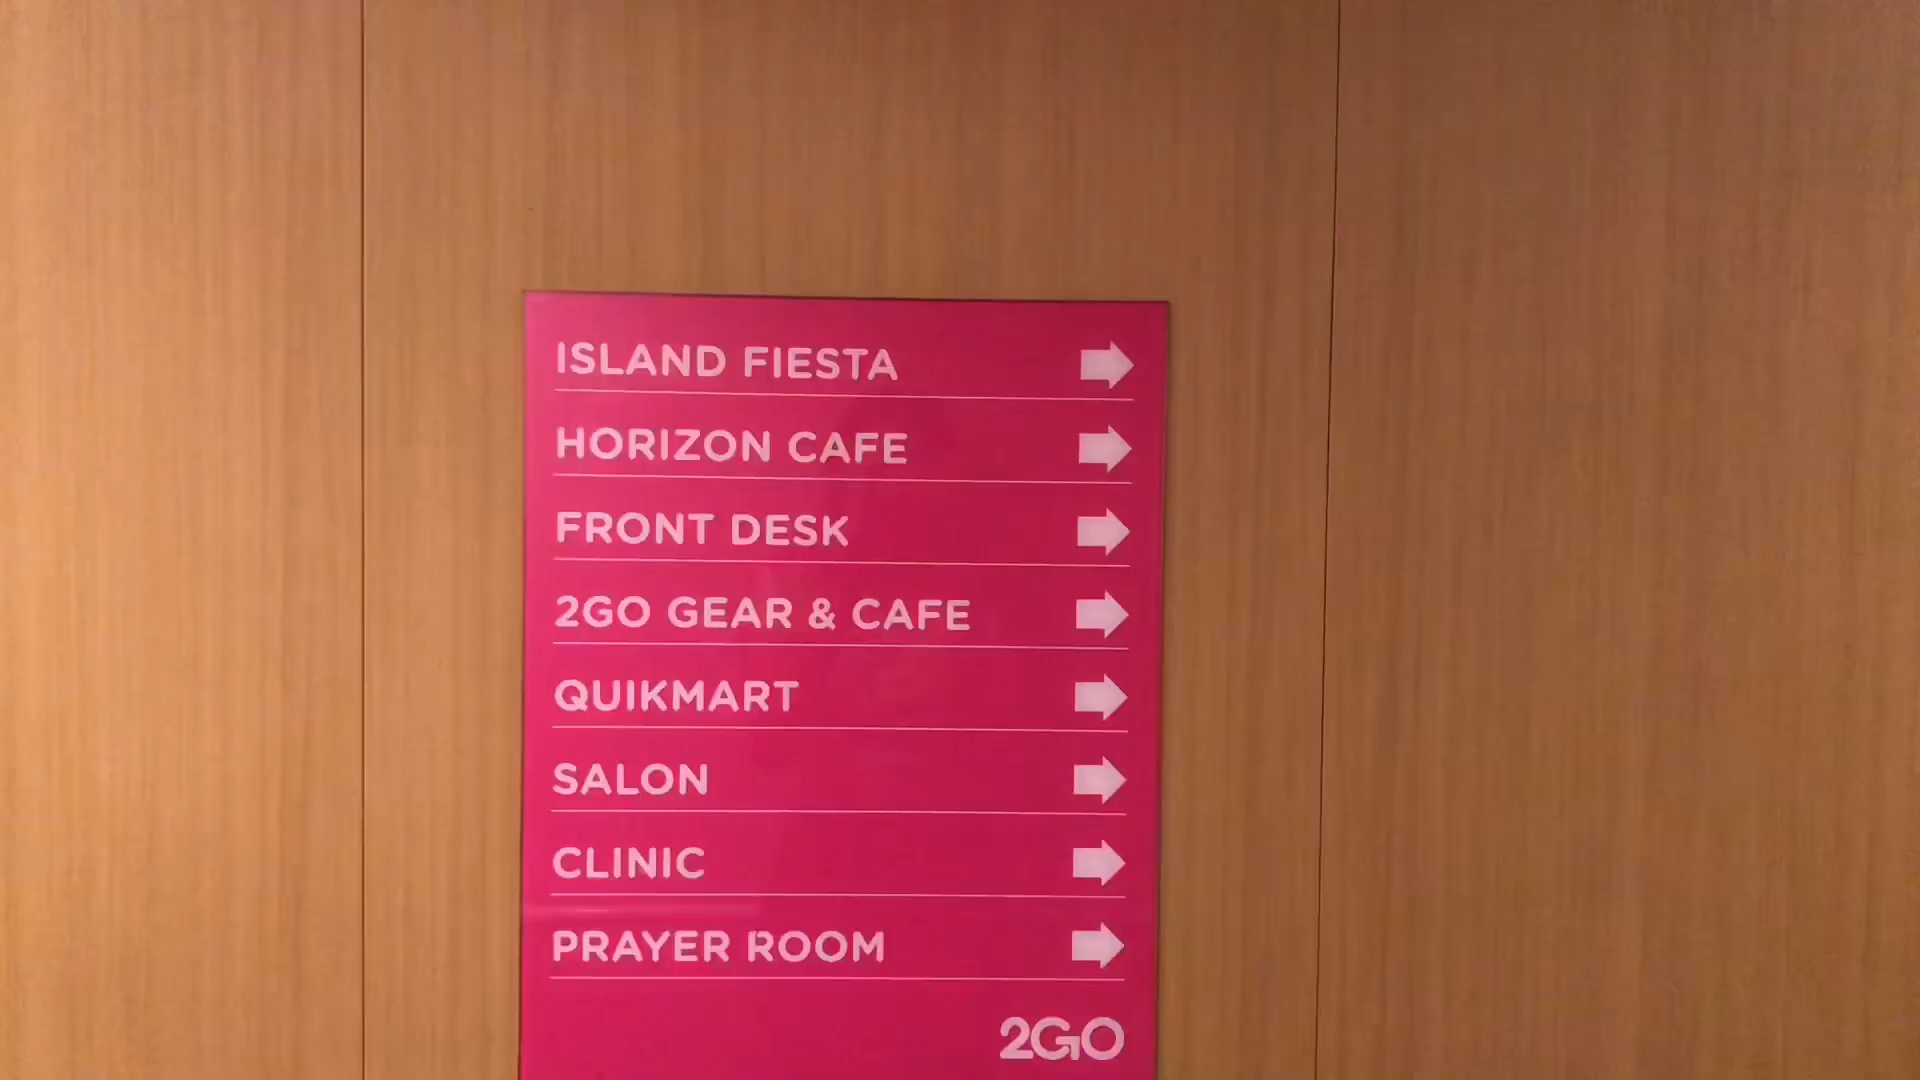 ISLAND FIESTA
HORIZON CAFE
FRONT DESK
2GO GEAR & CAFE
QUIKMART
SALON
CLINIC
PRAYER ROOM
2GO